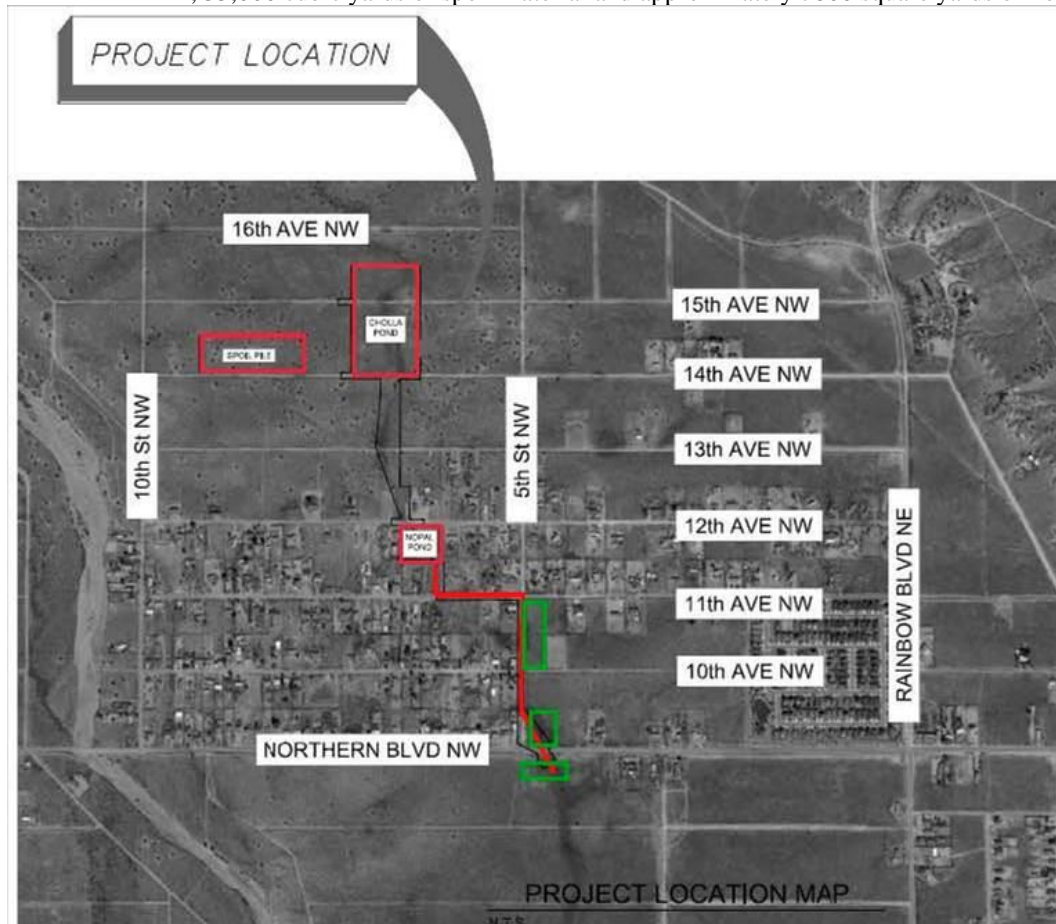 PROJECT LOCATION
16th AVE NW
15th AVE NW
CHOLLA
POND
SPOIL PILE
14th AVE NW
10th St NW
5th St NW
13th AVE NW
12th AVE NW
NOPAL
POND
RAINBOW BLVD NE
11th AVE NW
10th AVE NW
NORTHERN BLVD NW
PROJECT LOCATION MAP
N.T.S.